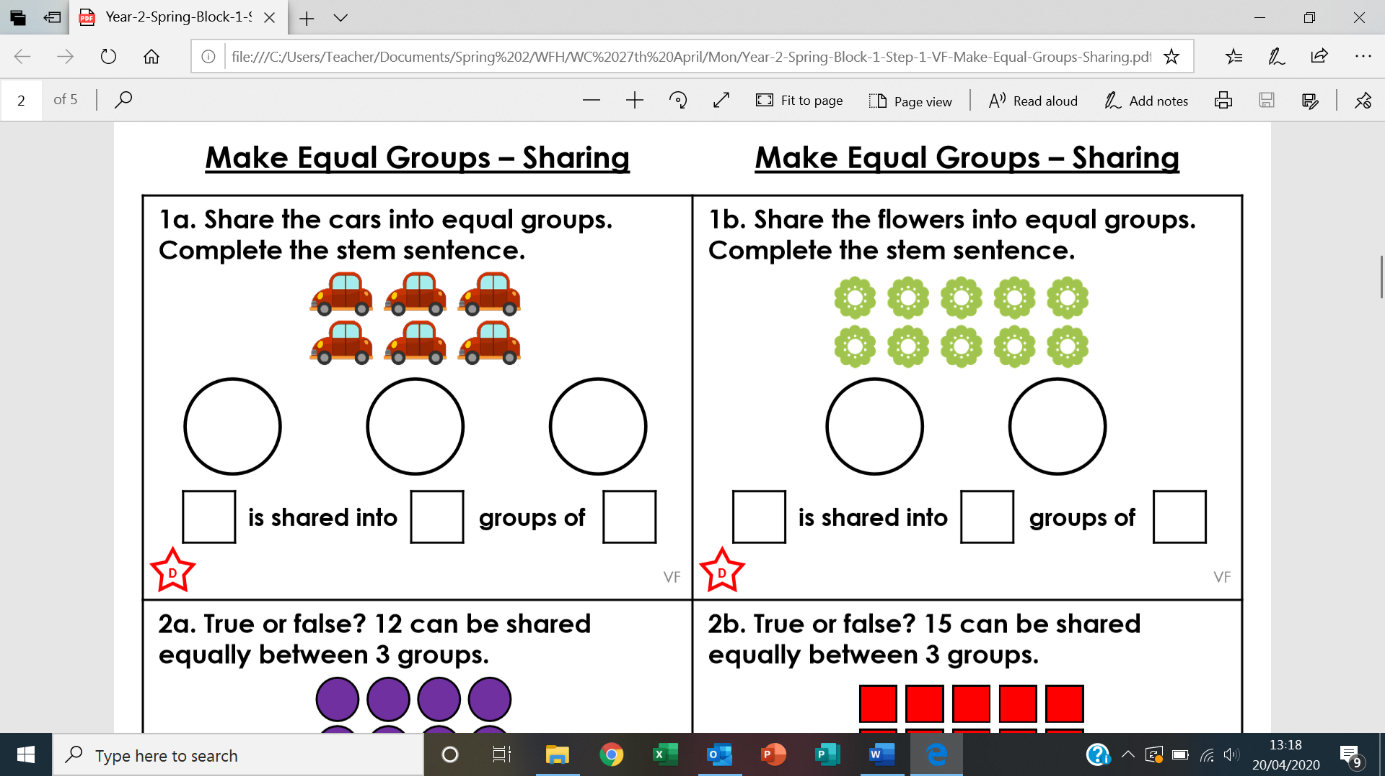 Year-2-Spring-Block-1-S
file:///C:/Users/Teacher/Documents/Spring%202/WFH/WC%2027th%20April/Mon/Year-2-Spring-Block-1-Step-1-VF-Make-Equal-Groups-Sharing.pdf
2 of 5 Fit to page Page view Read aloud Add notes
Make Equal Groups – Sharing
1a. Share the cars into equal groups.
Complete the stem sentence.
is shared into groups of
D
VF
Make Equal Groups – Sharing
1b. Share the flowers into equal groups.
Complete the stem sentence.
is shared into groups of
D
VF
2a. True or false? 12 can be shared
equally between 3 groups.
2b. True or false? 15 can be shared
equally between 3 groups.
Type here to search
13:18
20/04/2020
9